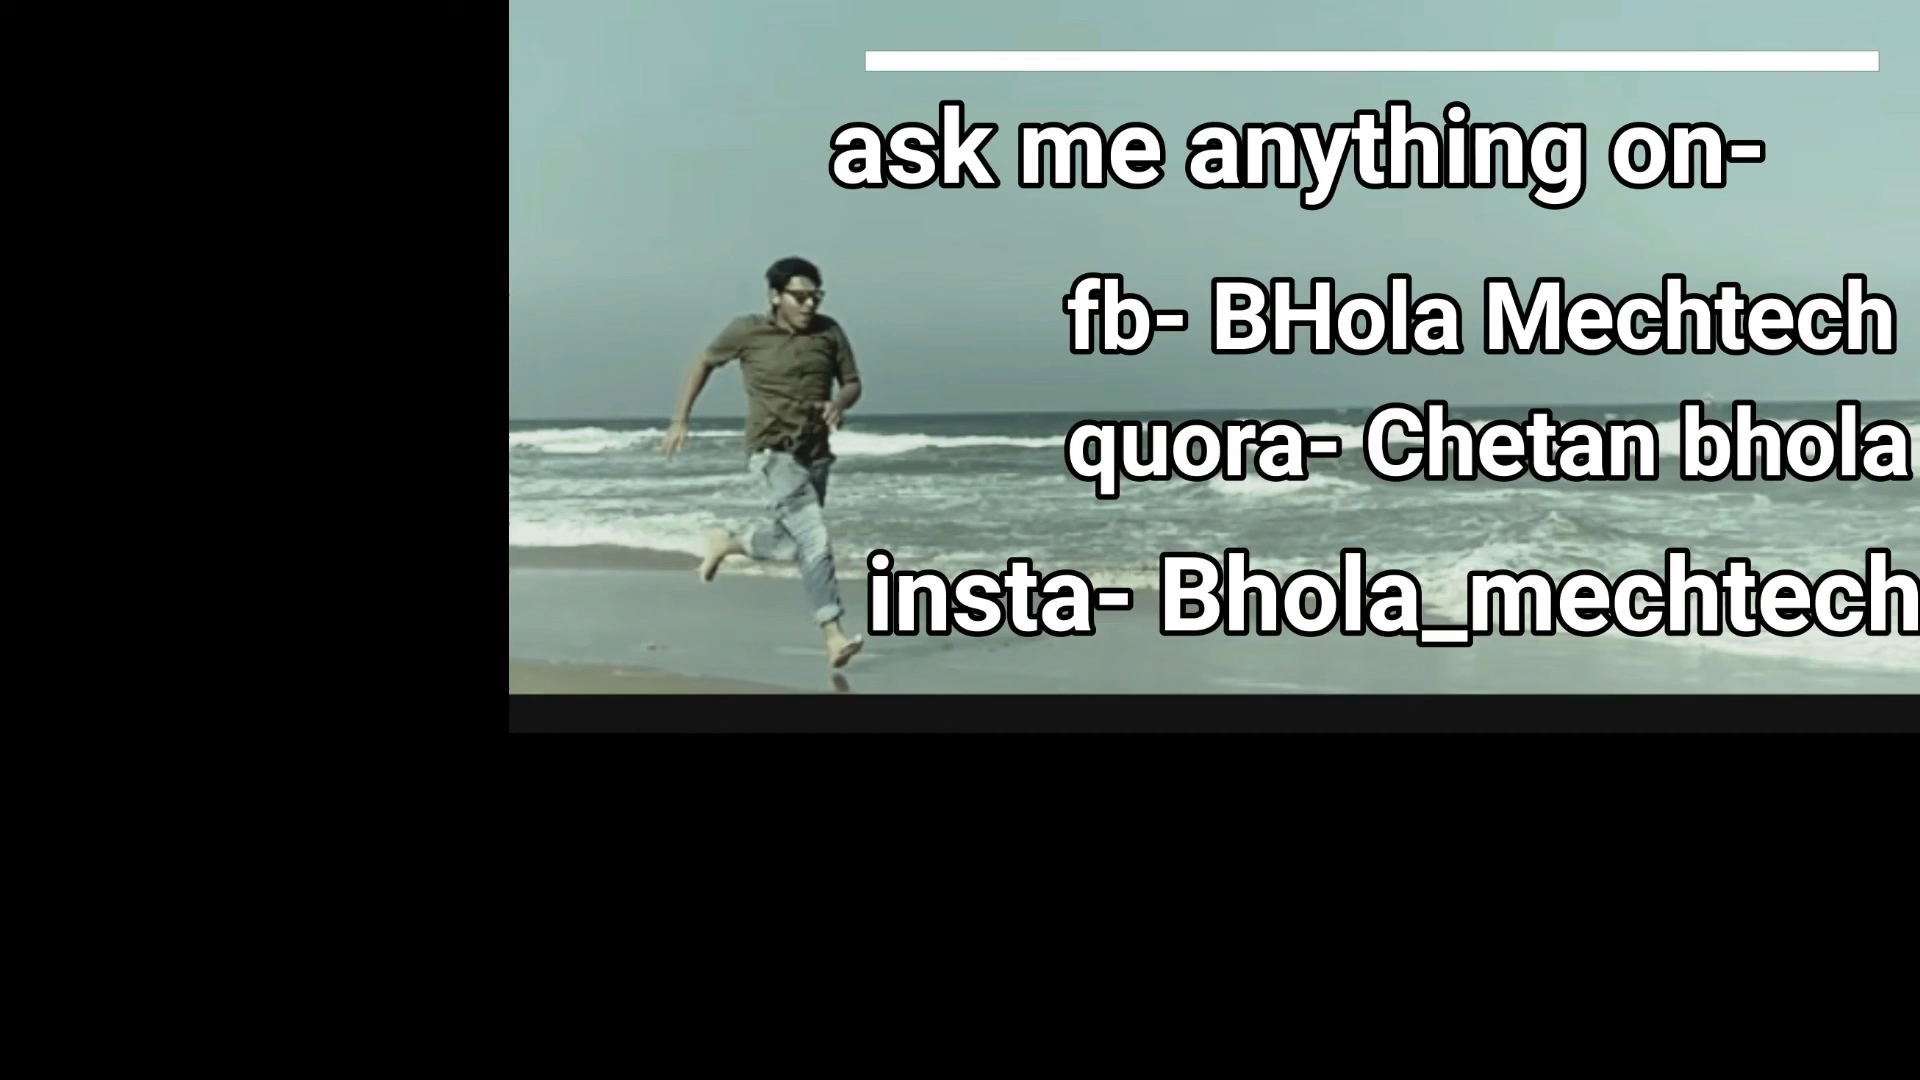 ask me anything on-
fb- BHola Mechtech
quora- Chetan bhola
insta- Bhola_mechtech